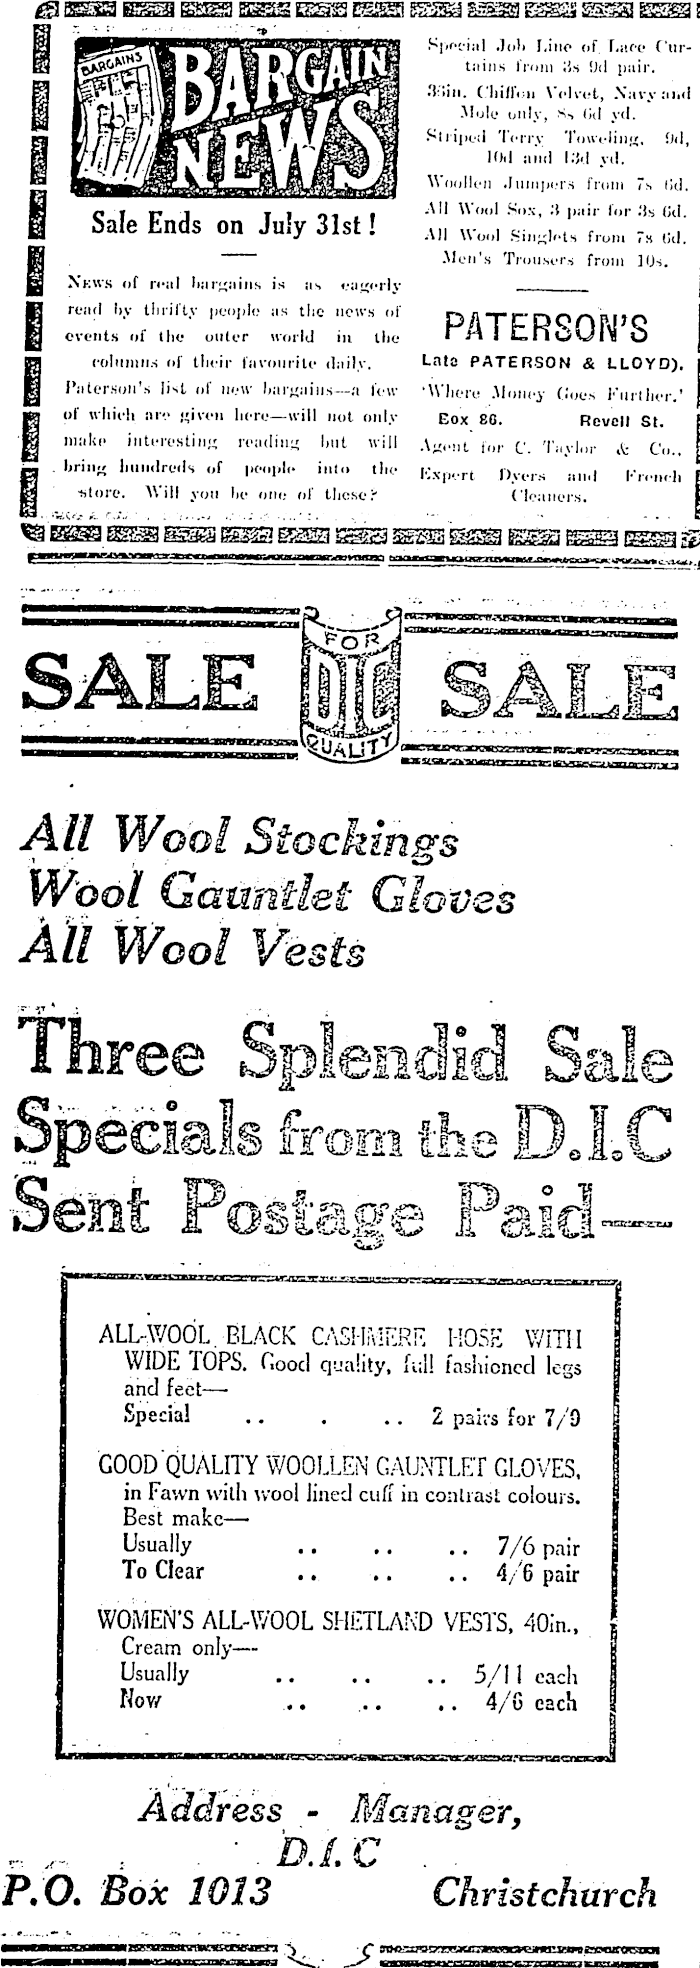 BARGAINS
BARGAIN
NEWS
Sale Ends on July 31st!
News of real bargains is as eagerly
read by thrifty people as the news of
events of the outer world in the
columns of their favourite daily.
Paterson's list of new bargains—a few
of which are given here—will not only
make interesting reading but will
bring hundreds of people into the
store. Will you be one of these?
Special Job Line of Lace Cur-
tains from 3s 9d pair.
36in. Chiffon Velvet, Navy and
Mole only, 8s 6d yd.
Striped Terry Toweling, 9d,
10d and 13d yd.
Woollen Jumpers from 7s 6d.
All Wool Sox, 3 pair for 3s 6d.
All Wool Singlets from 7s 6d.
Men's Trousers from 10s.
PATERSON'S
Late PATERSON & LLOYD).
'Where Money Goes Further.'
Box 86. Revell St.
Agent for C. Taylor & Co.,
Expert Dyers and French
Cleaners.
SALE FOR DIC QUALITY SALE
All Wool Stockings
Wool Gauntlet Gloves
All Wool Vests
Three Splendid Sale
Specials from the D.I.C
Sent Postage Paid—
ALL-WOOL BLACK CASHMERE HOSE WITH
WIDE TOPS. Good quality, full fashioned legs
and feet—
Special .. . .. 2 pairs for 7/9
GOOD QUALITY WOOLLEN GAUNTLET GLOVES,
in Fawn with wool lined cuff in contrast colours.
Best make—
Usually .. .. .. 7/6 pair
To Clear .. .. .. 4/6 pair
WOMEN'S ALL-WOOL SHETLAND VESTS, 40in.,
Cream only—
Usually .. .. .. 5/11 each
Now .. .. .. 4/6 each
Address - Manager,
D.I.C
P.O. Box 1013 Christchurch